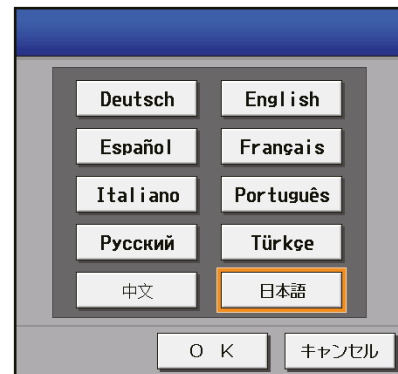 Deutsch English
Español Français
Italiano Português
Русский Türkçe
中文 日本語
ＯＫ キャンセル